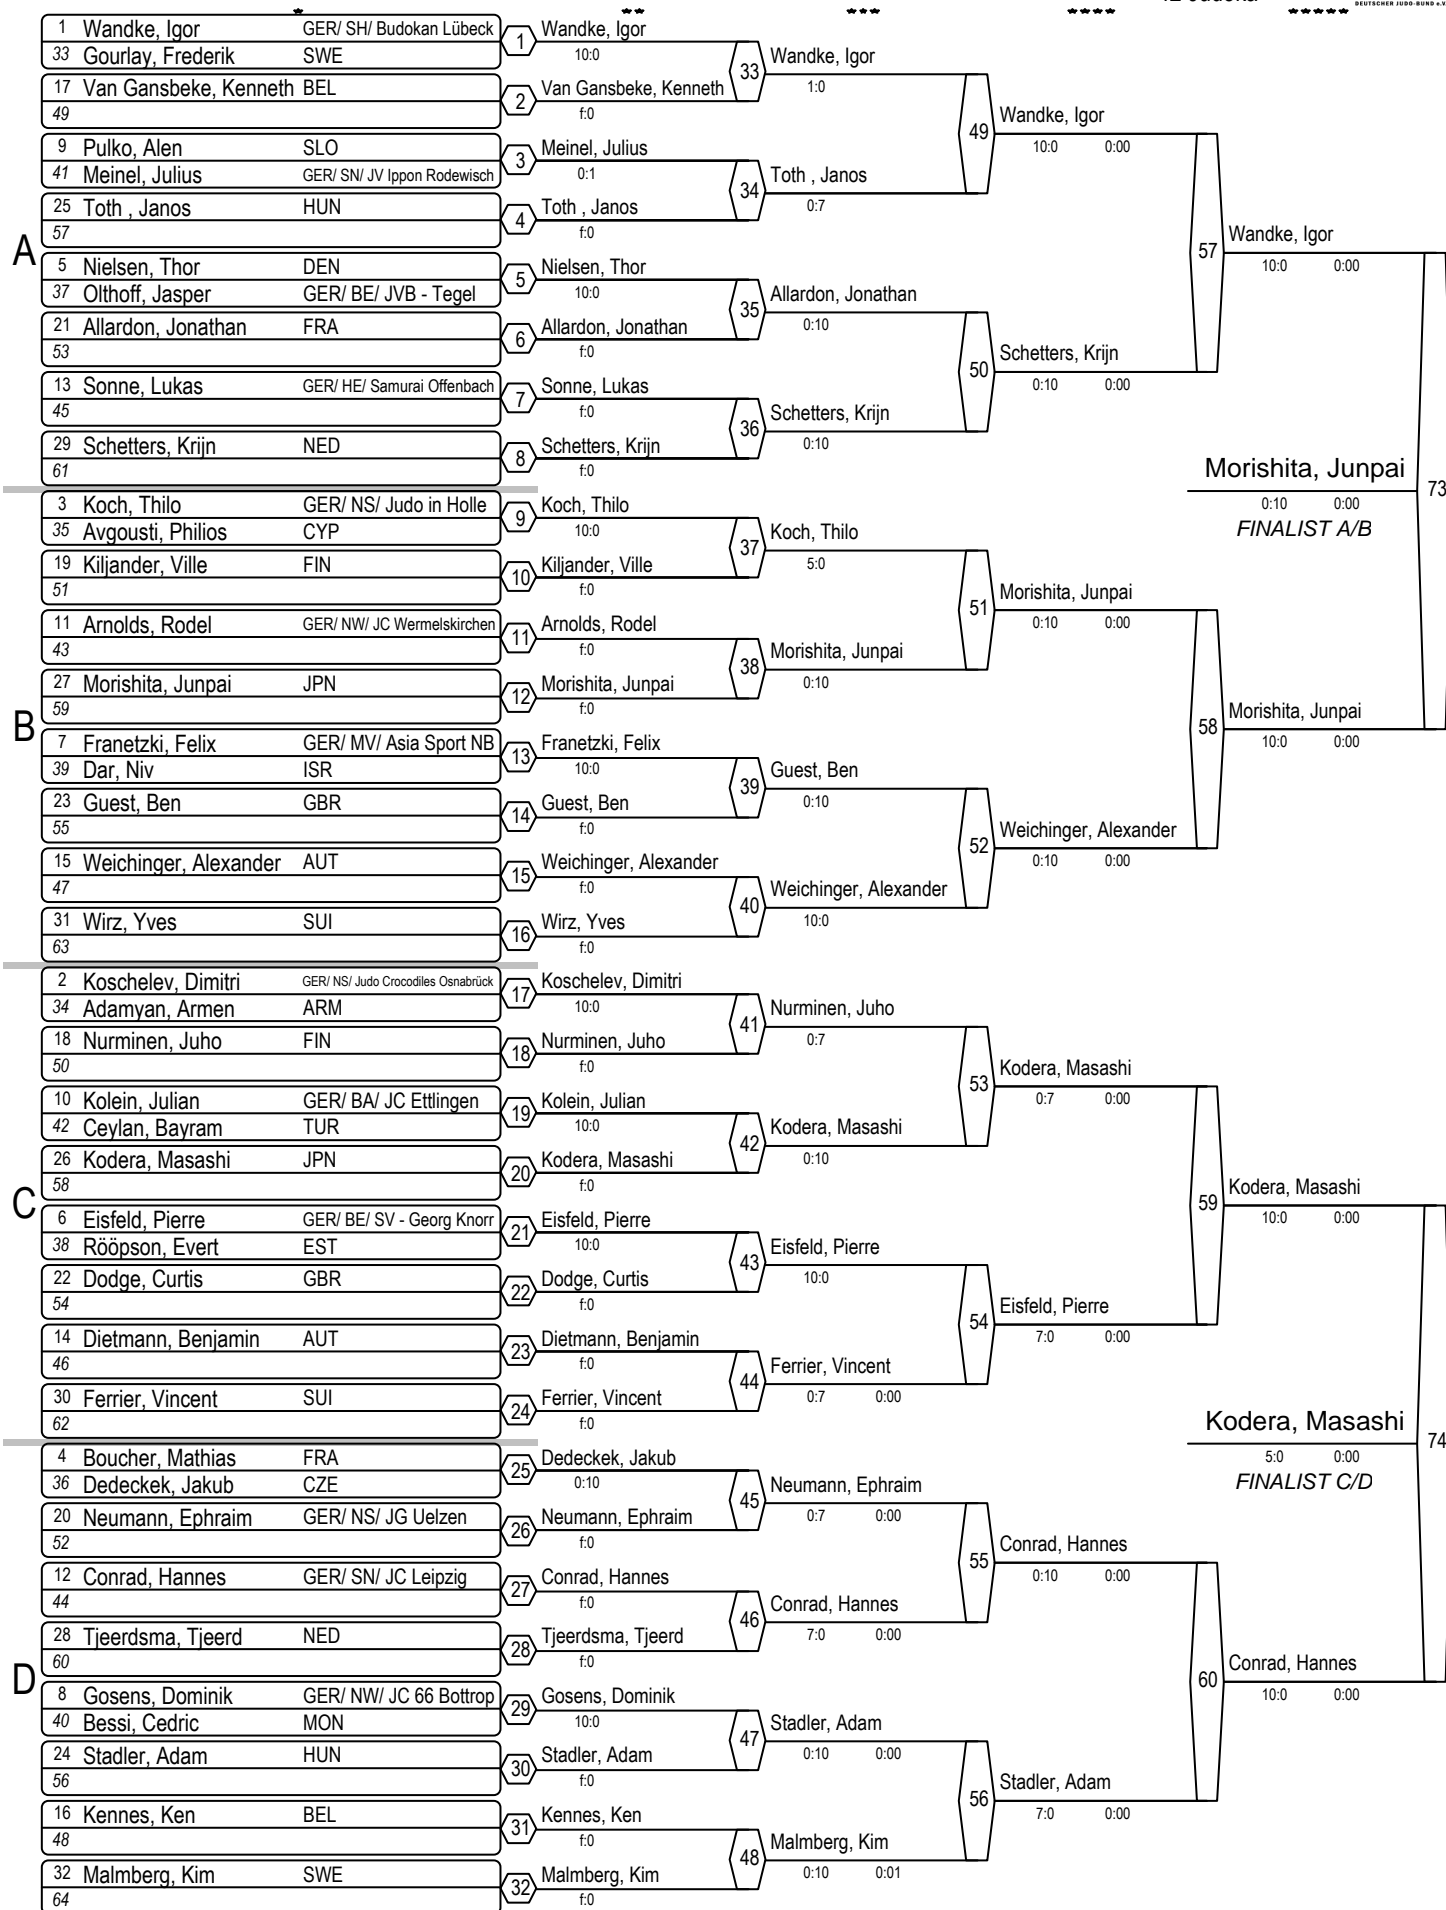 DEUTSCHER JUDO-BUND e.V.
* ** *** **** *****
A
1 Wandke, Igor GER/ SH/ Budokan Lübeck
33 Gourlay, Frederik SWE
17 Van Gansbeke, Kenneth BEL
49
9 Pulko, Alen SLO
41 Meinel, Julius GER/ SN/ JV Ippon Rodewisch
25 Toth , Janos HUN
57
5 Nielsen, Thor DEN
37 Olthoff, Jasper GER/ BE/ JVB - Tegel
21 Allardon, Jonathan FRA
53
13 Sonne, Lukas GER/ HE/ Samurai Offenbach
45
29 Schetters, Krijn NED
61
B
3 Koch, Thilo GER/ NS/ Judo in Holle
35 Avgousti, Philios CYP
19 Kiljander, Ville FIN
51
11 Arnolds, Rodel GER/ NW/ JC Wermelskirchen
43
27 Morishita, Junpai JPN
59
7 Franetzki, Felix GER/ MV/ Asia Sport NB
39 Dar, Niv ISR
23 Guest, Ben GBR
55
15 Weichinger, Alexander AUT
47
31 Wirz, Yves SUI
63
C
2 Koschelev, Dimitri GER/ NS/ Judo Crocodiles Osnabrück
34 Adamyan, Armen ARM
18 Nurminen, Juho FIN
50
10 Kolein, Julian GER/ BA/ JC Ettlingen
42 Ceylan, Bayram TUR
26 Kodera, Masashi JPN
58
6 Eisfeld, Pierre GER/ BE/ SV - Georg Knorr
38 Rööpson, Evert EST
22 Dodge, Curtis GBR
54
14 Dietmann, Benjamin AUT
46
30 Ferrier, Vincent SUI
62
D
4 Boucher, Mathias FRA
36 Dedeckek, Jakub CZE
20 Neumann, Ephraim GER/ NS/ JG Uelzen
52
12 Conrad, Hannes GER/ SN/ JC Leipzig
44
28 Tjeerdsma, Tjeerd NED
60
8 Gosens, Dominik GER/ NW/ JC 66 Bottrop
40 Bessi, Cedric MON
24 Stadler, Adam HUN
56
16 Kennes, Ken BEL
48
32 Malmberg, Kim SWE
64
1 Wandke, Igor
10:0
2 Van Gansbeke, Kenneth
f:0
3 Meinel, Julius
0:1
4 Toth , Janos
f:0
5 Nielsen, Thor
10:0
6 Allardon, Jonathan
f:0
7 Sonne, Lukas
f:0
8 Schetters, Krijn
f:0
9 Koch, Thilo
10:0
10 Kiljander, Ville
f:0
11 Arnolds, Rodel
f:0
12 Morishita, Junpai
f:0
13 Franetzki, Felix
10:0
14 Guest, Ben
f:0
15 Weichinger, Alexander
f:0
16 Wirz, Yves
f:0
17 Koschelev, Dimitri
10:0
18 Nurminen, Juho
f:0
19 Kolein, Julian
10:0
20 Kodera, Masashi
f:0
21 Eisfeld, Pierre
10:0
22 Dodge, Curtis
f:0
23 Dietmann, Benjamin
f:0
24 Ferrier, Vincent
f:0
25 Dedeckek, Jakub
0:10
26 Neumann, Ephraim
f:0
27 Conrad, Hannes
f:0
28 Tjeerdsma, Tjeerd
f:0
29 Gosens, Dominik
10:0
30 Stadler, Adam
f:0
31 Kennes, Ken
f:0
32 Malmberg, Kim
f:0
33 Wandke, Igor
1:0
34 Toth , Janos
0:7
35 Allardon, Jonathan
0:10
36 Schetters, Krijn
0:10
37 Koch, Thilo
5:0
38 Morishita, Junpai
0:10
39 Guest, Ben
0:10
40 Weichinger, Alexander
10:0
41 Nurminen, Juho
0:7
42 Kodera, Masashi
0:10
43 Eisfeld, Pierre
10:0
44 Ferrier, Vincent
0:7 0:00
45 Neumann, Ephraim
0:7 0:00
46 Conrad, Hannes
7:0 0:00
47 Stadler, Adam
0:10 0:00
48 Malmberg, Kim
0:10 0:01
49 Wandke, Igor
10:0 0:00
50 Schetters, Krijn
0:10 0:00
51 Morishita, Junpai
0:10 0:00
52 Weichinger, Alexander
0:10 0:00
53 Kodera, Masashi
0:7 0:00
54 Eisfeld, Pierre
7:0 0:00
55 Conrad, Hannes
0:10 0:00
56 Stadler, Adam
7:0 0:00
57 Wandke, Igor
10:0 0:00
58 Morishita, Junpai
10:0 0:00
59 Kodera, Masashi
10:0 0:00
60 Conrad, Hannes
10:0 0:00
Morishita, Junpai 73
0:10 0:00
FINALIST A/B
Kodera, Masashi 74
5:0 0:00
FINALIST C/D